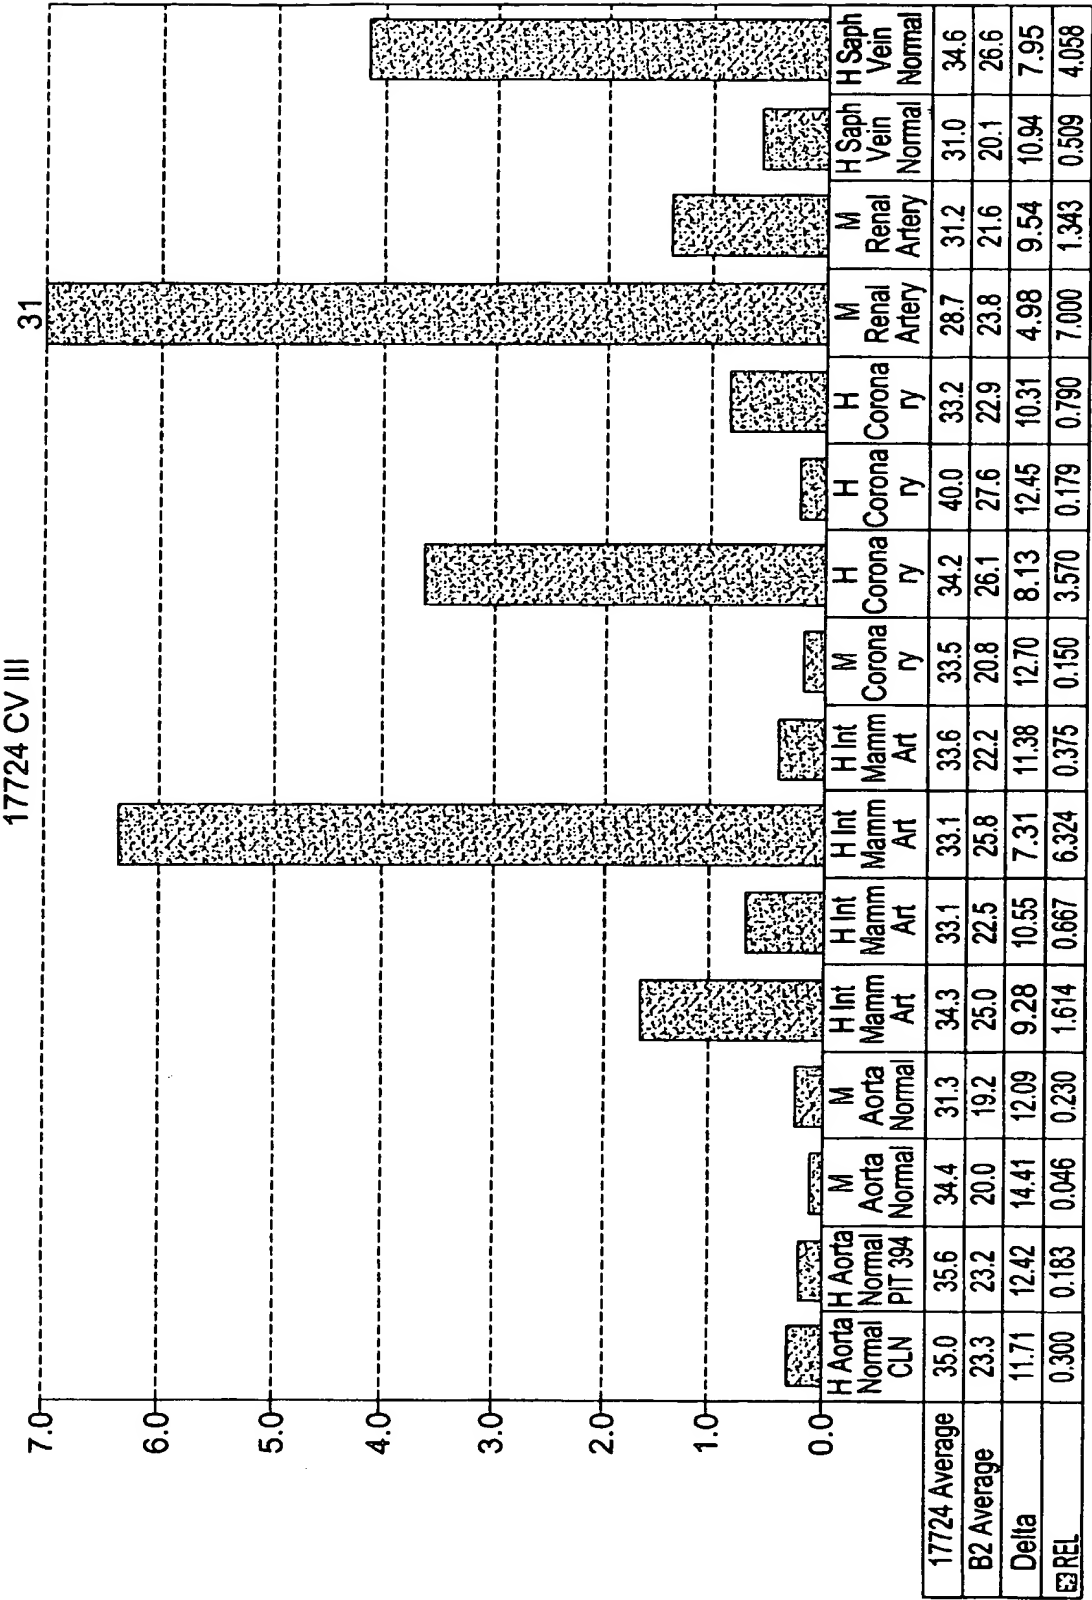 17724 CV III
31
7.0
6.0
5.0
4.0
3.0
2.0
1.0
0.0
H Aorta Normal CLN | H Aorta Normal PIT 394 | M Aorta Normal | M Aorta Normal | H Int Mamm Art | H Int Mamm Art | H Int Mamm Art | H Int Mamm Art | M Corona ry | H Corona ry | H Corona ry | H Corona ry | M Renal Artery | M Renal Artery | H Saph Vein Normal | H Saph Vein Normal
17724 Average | 35.0 | 35.6 | 34.4 | 31.3 | 34.3 | 33.1 | 33.1 | 33.6 | 33.5 | 34.2 | 40.0 | 33.2 | 28.7 | 31.2 | 31.0 | 34.6
B2 Average | 23.3 | 23.2 | 20.0 | 19.2 | 25.0 | 22.5 | 25.8 | 22.2 | 20.8 | 26.1 | 27.6 | 22.9 | 23.8 | 21.6 | 20.1 | 26.6
Delta | 11.71 | 12.42 | 14.41 | 12.09 | 9.28 | 10.55 | 7.31 | 11.38 | 12.70 | 8.13 | 12.45 | 10.31 | 4.98 | 9.54 | 10.94 | 7.95
REL | 0.300 | 0.183 | 0.046 | 0.230 | 1.614 | 0.667 | 6.324 | 0.375 | 0.150 | 3.570 | 0.179 | 0.790 | 7.000 | 1.343 | 0.509 | 4.058